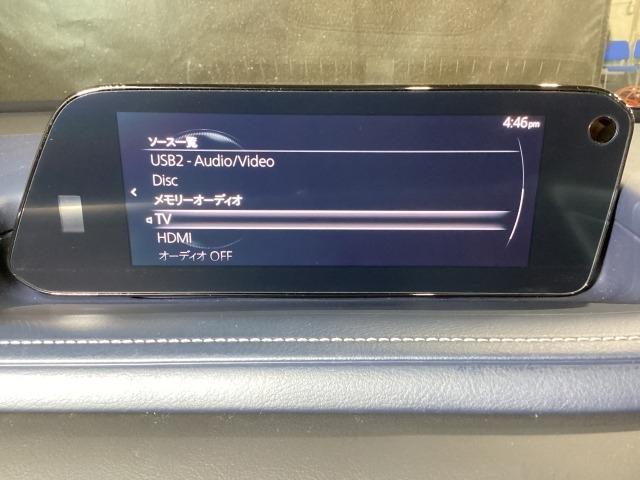 4:46pm
ソース一覧
USB2 - Audio/Video
Disc
メモリーオーディオ
TV
HDMI
オーディオ OFF